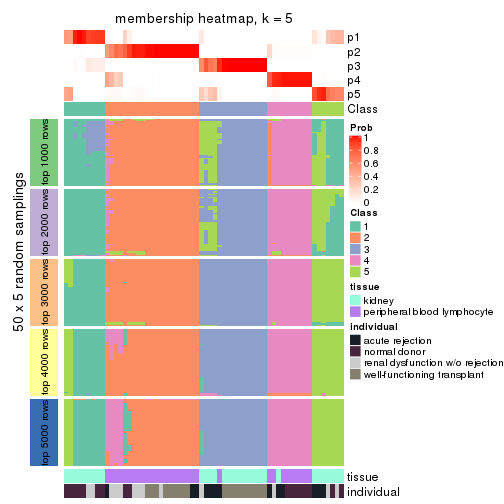 membership heatmap, k = 5
p1
p2
p3
p4
p5
Class
50 x 5 random samplings
top 1000 rows
top 2000 rows
top 3000 rows
top 4000 rows
top 5000 rows
Prob
1
0.8
0.6
0.4
0.2
0
Class
1
2
3
4
5
tissue
kidney
peripheral blood lymphocyte
individual
acute rejection
normal donor
renal dysfunction w/o rejection
well-functioning transplant
tissue
individual